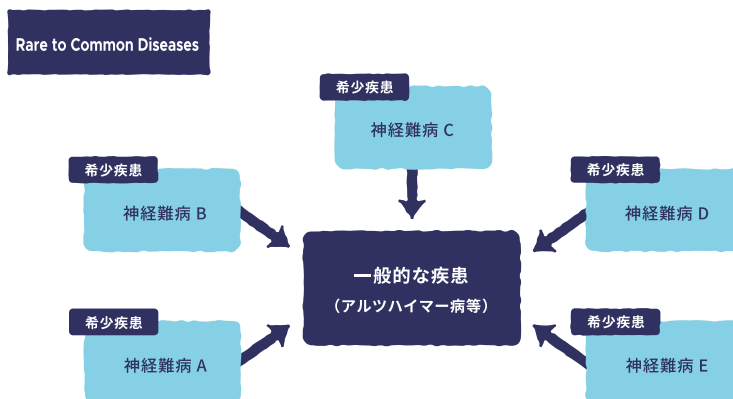 Rare to Common Diseases
希少疾患
神経難病 C
希少疾患
神経難病 B
希少疾患
神経難病 D
一般的な疾患
（アルツハイマー病等）
希少疾患
神経難病 A
希少疾患
神経難病 E